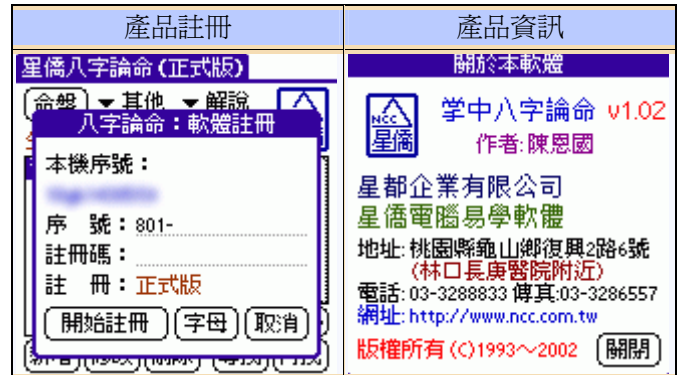 產品註冊
產品資訊
星僑八字論命(正式版)
命盤 ▼其他 ▼解說
八字論命：軟體註冊
本機序號：
序 號：801-
註冊碼：
註 冊：正式版
開始註冊 字母 取消
關於本軟體
NCC
星僑
掌中八字論命 v1.02
作者:陳恩國
星都企業有限公司
星僑電腦易學軟體
地址:桃園縣龜山鄉復興2路6號
(林口長庚醫院附近)
電話:03-3288833 傳真:03-3286557
網址:http://www.ncc.com.tw
版權所有(C)1993～2002 關閉